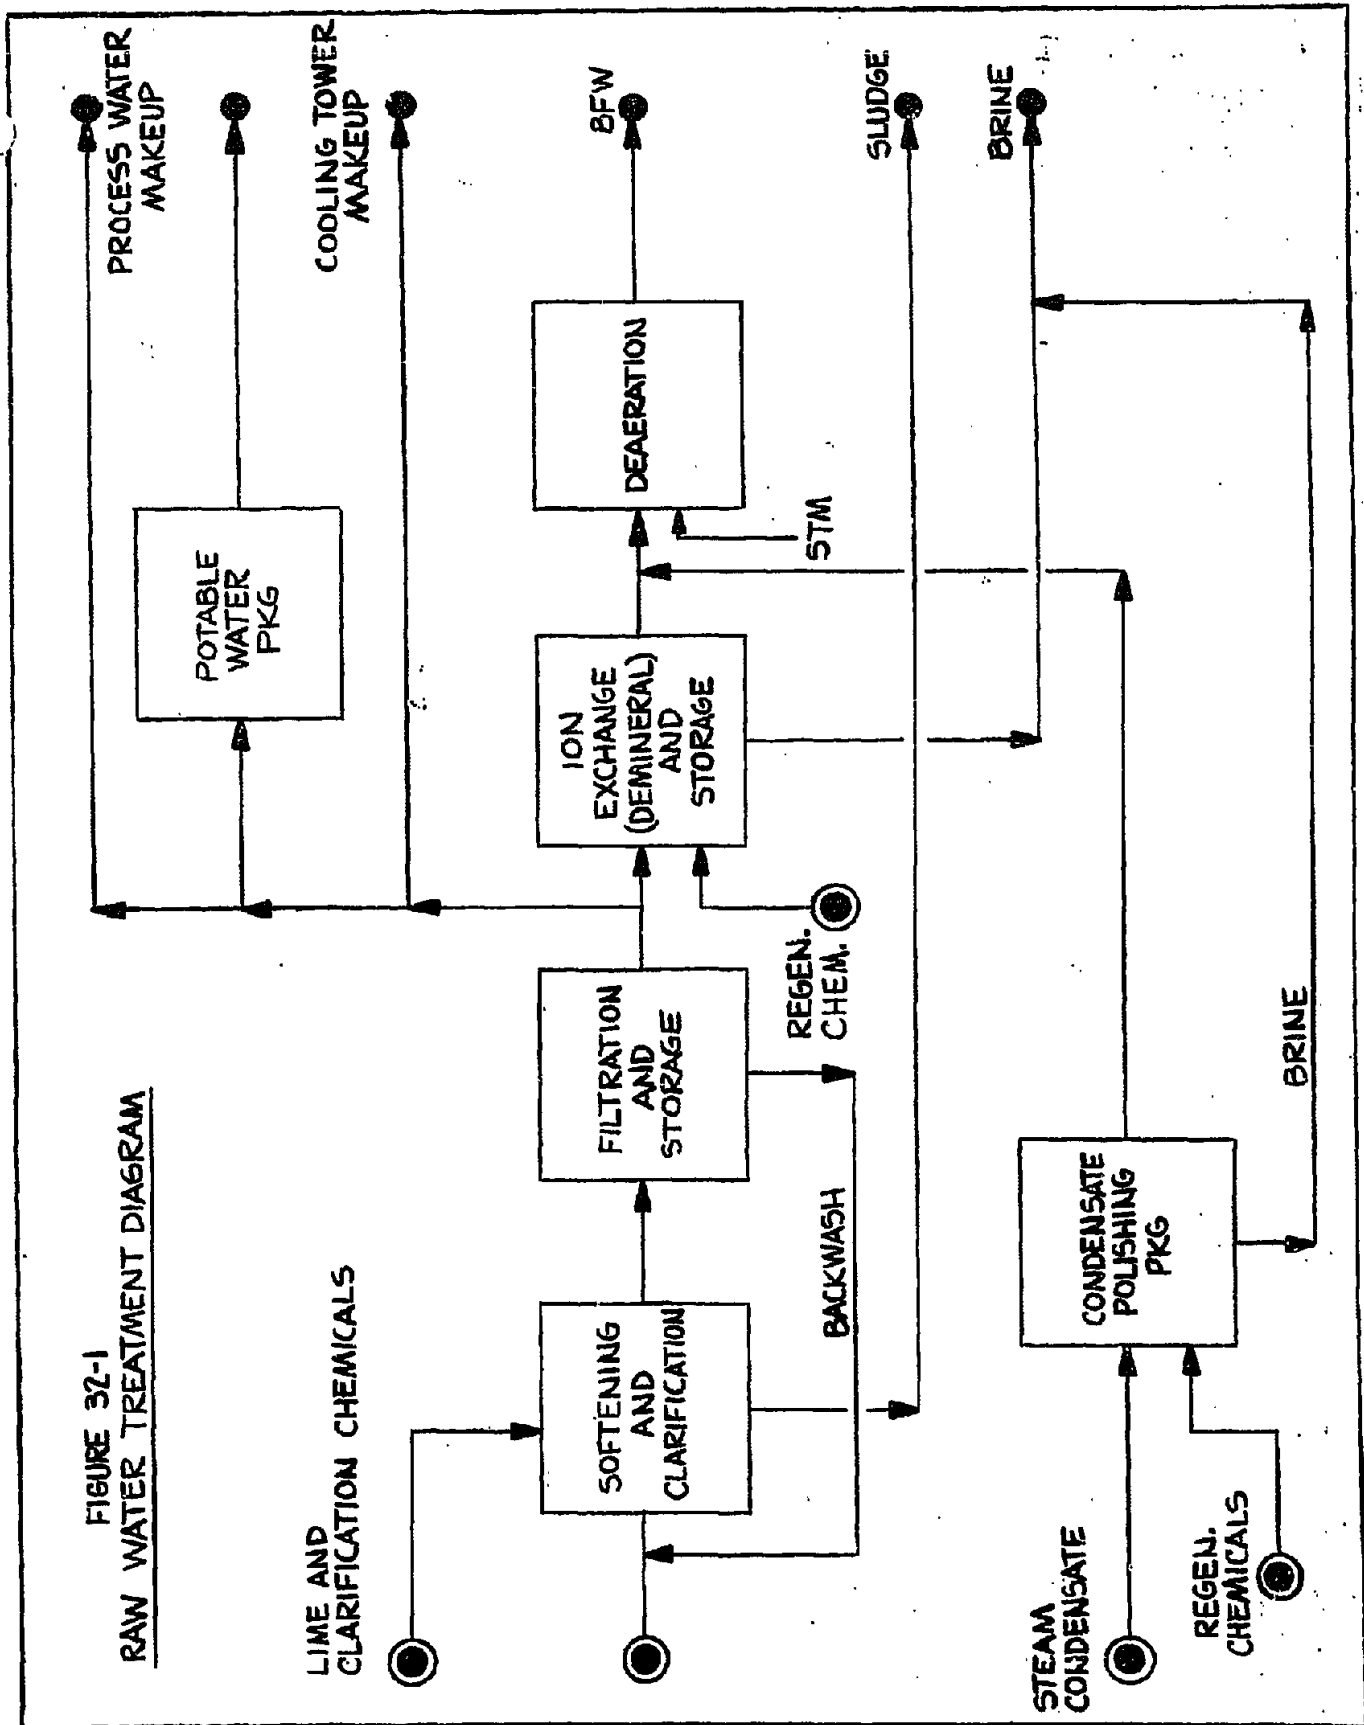 FIGURE 32-1
RAW WATER TREATMENT DIAGRAM
PROCESS WATER
MAKEUP
POTABLE
WATER
PKG
LIME AND
CLARIFICATION CHEMICALS
COOLING TOWER
MAKEUP
SOFTENING
AND
CLARIFICATION
FILTRATION
AND
STORAGE
ION
EXCHANGE
(DEMINERAL)
AND
STORAGE
DEAERATION
BFW
BACKWASH
REGEN.
CHEM.
STM
SLUDGE
BRINE
STEAM
CONDENSATE
CONDENSATE
POLISHING
PKG
REGEN.
CHEMICALS
BRINE